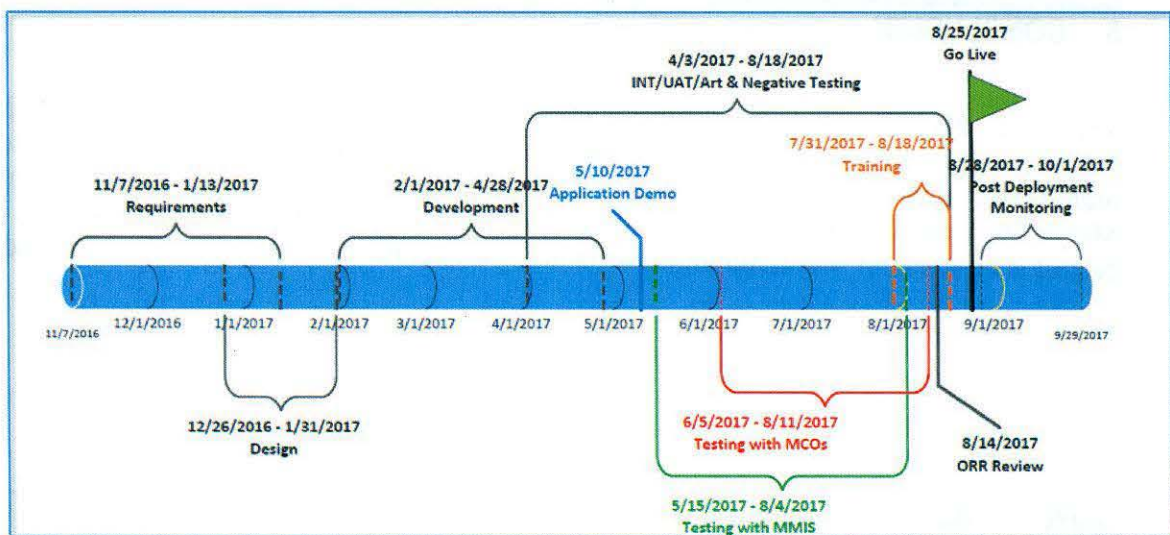 8/25/2017
Go Live
4/3/2017 - 8/18/2017
INT/UAT/Art & Negative Testing
7/31/2017 - 8/18/2017
Training
8/28/2017 - 10/1/2017
Post Deployment
Monitoring
5/10/2017
Application Demo
11/7/2016 - 1/13/2017
Requirements
2/1/2017 - 4/28/2017
Development
11/7/2016
12/1/2016
1/1/2017
2/1/2017
3/1/2017
4/1/2017
5/1/2017
6/1/2017
7/1/2017
8/1/2017
9/1/2017
9/29/2017
12/26/2016 - 1/31/2017
Design
6/5/2017 - 8/11/2017
Testing with MCOs
8/14/2017
ORR Review
5/15/2017 - 8/4/2017
Testing with MMIS